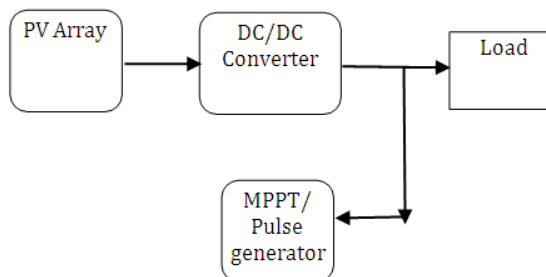 PV Array
DC/DC
Converter
Load
MPPT/
Pulse
generator